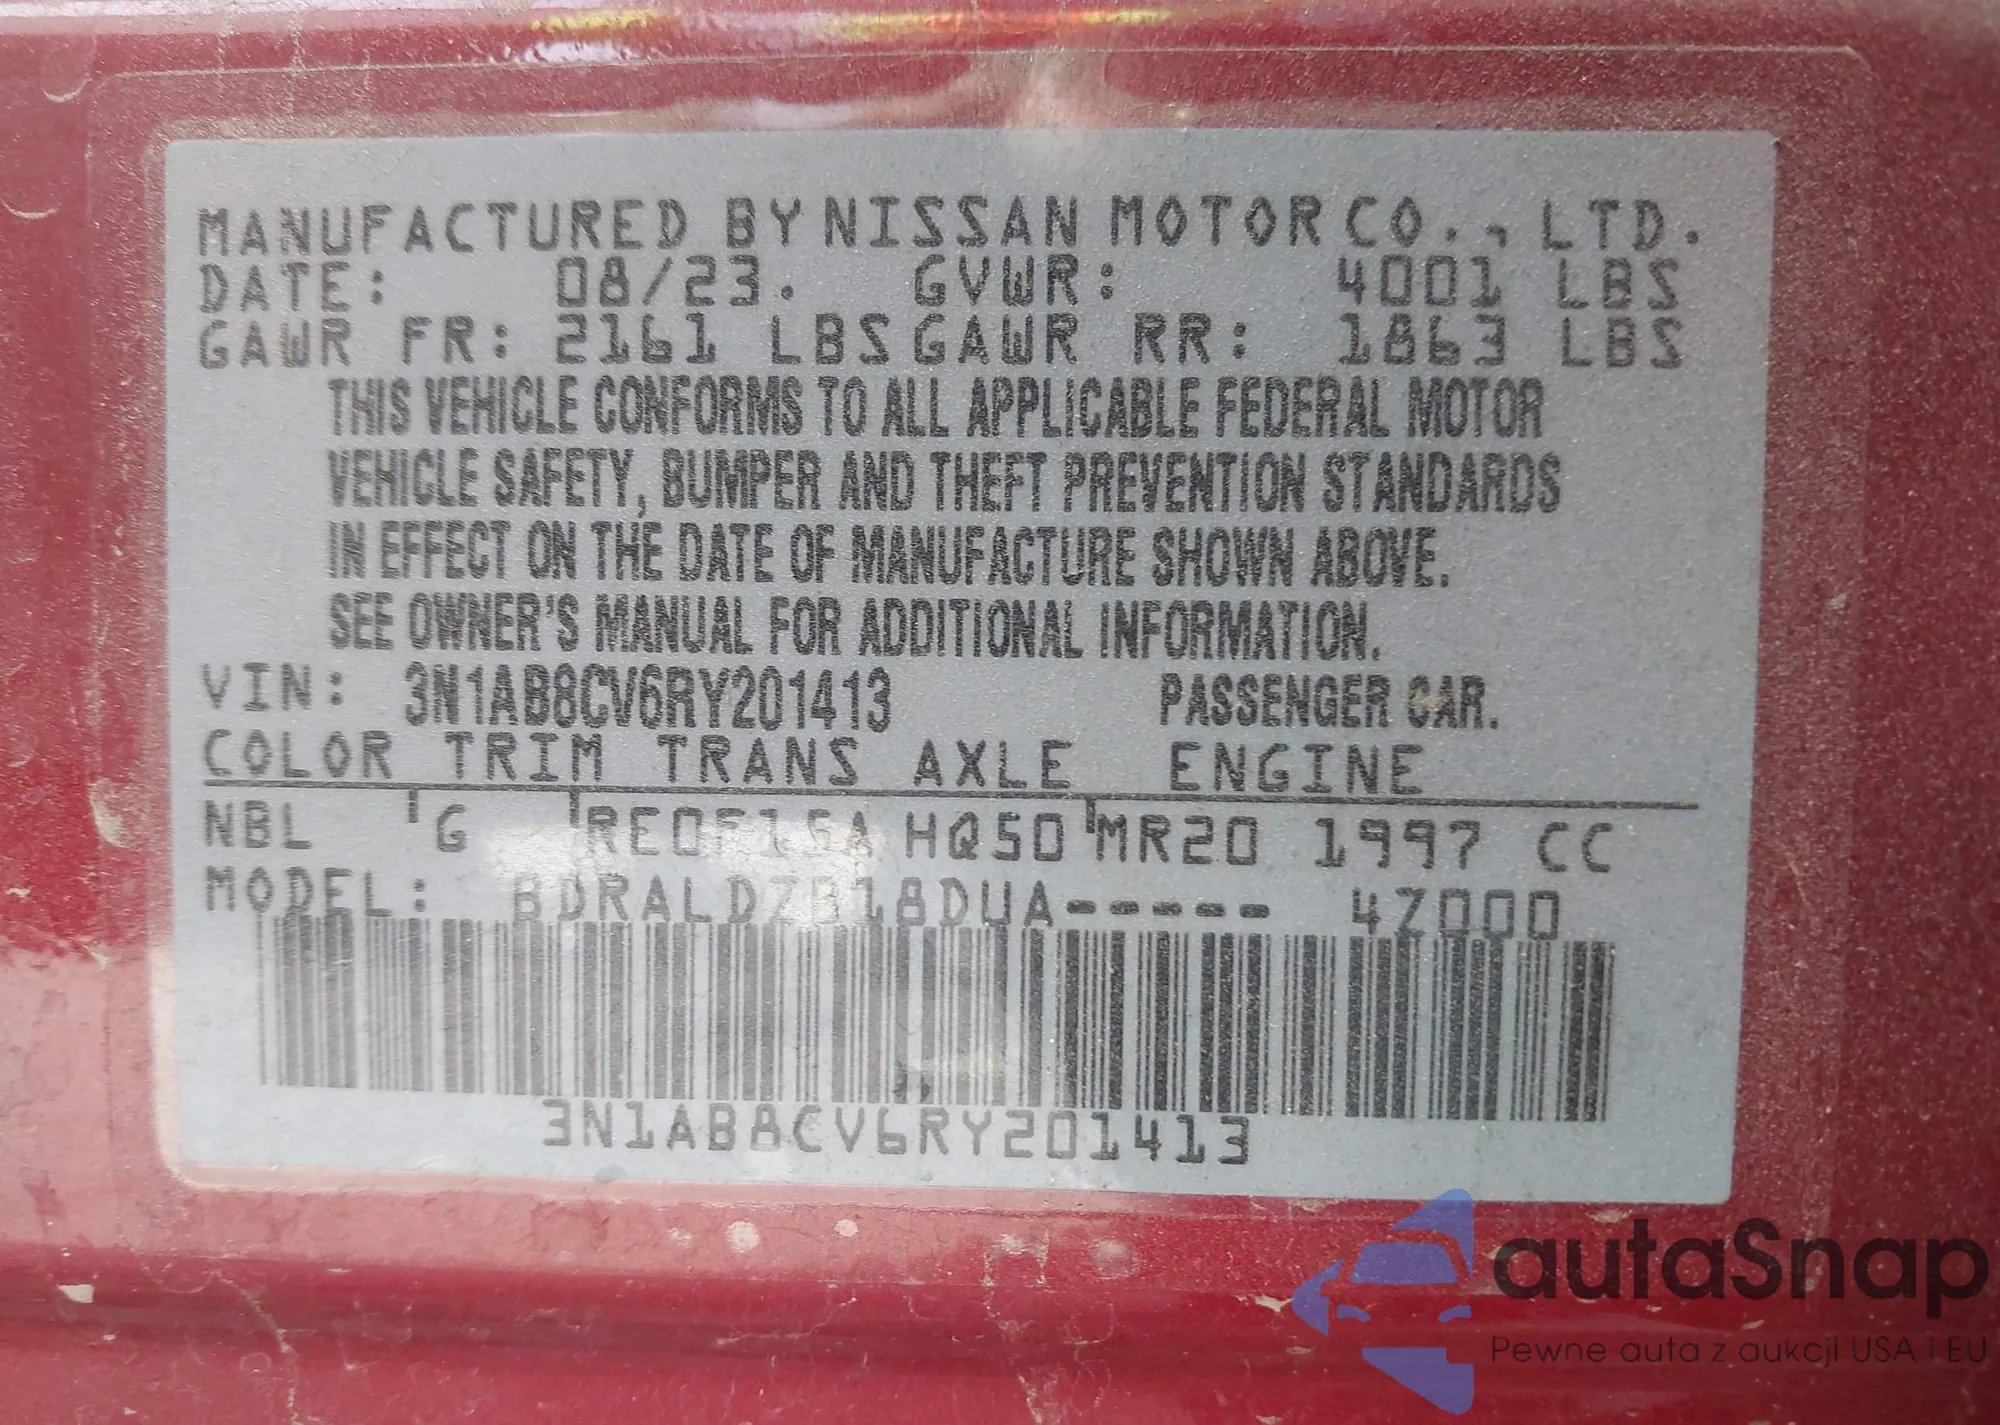 MANUFACTURED BY NISSAN MOTOR CO., LTD.
DATE: 08/23. GVWR: 4001 LBS
GAWR FR: 2161 LBS GAWR RR: 1863 LBS
THIS VEHICLE CONFORMS TO ALL APPLICABLE FEDERAL MOTOR
VEHICLE SAFETY, BUMPER AND THEFT PREVENTION STANDARDS
IN EFFECT ON THE DATE OF MANUFACTURE SHOWN ABOVE.
SEE OWNER'S MANUAL FOR ADDITIONAL INFORMATION.
VIN: 3N1AB8CV6RY201413 PASSENGER CAR.
COLOR TRIM TRANS AXLE ENGINE
NBL G RE0F15A HQ50 MR20 1997 CC
MODEL: BDRALDZB18DUA----- 4Z000
3N1AB8CV6RY201413
autaSnap
Pewne auta z aukcji USA i EU